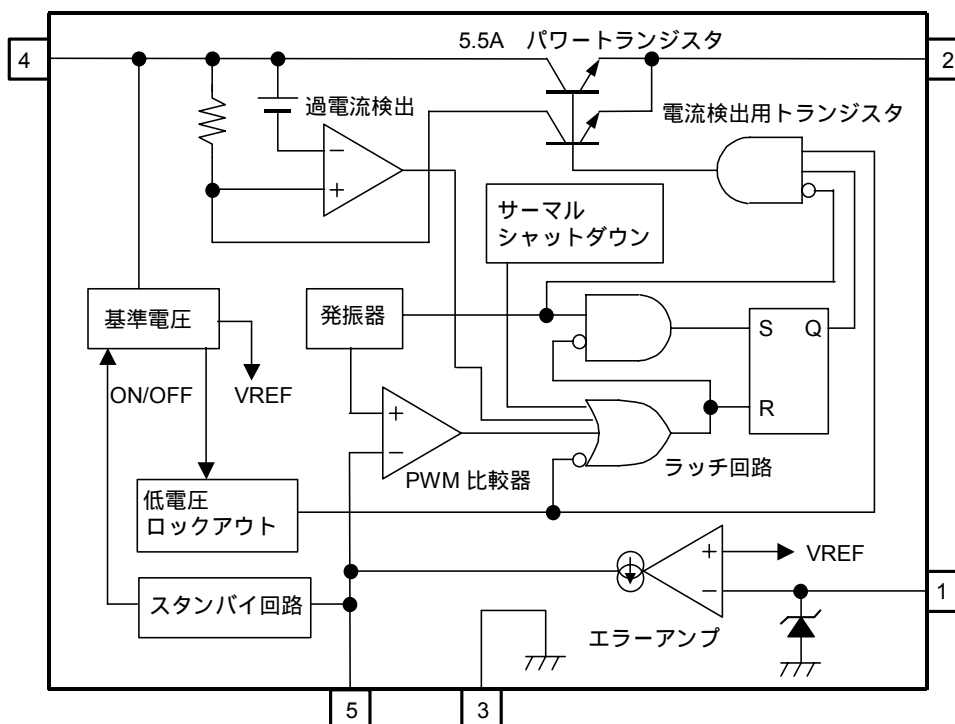 5.5A パワートランジスタ
4
2
過電流検出
電流検出用トランジスタ
−
+
サーマル
シャットダウン
基準電圧
発振器
S Q
R
ON/OFF
VREF
+
−
PWM 比較器
ラッチ回路
低電圧
ロックアウト
+
−
VREF
スタンバイ回路
エラーアンプ
1
5
3